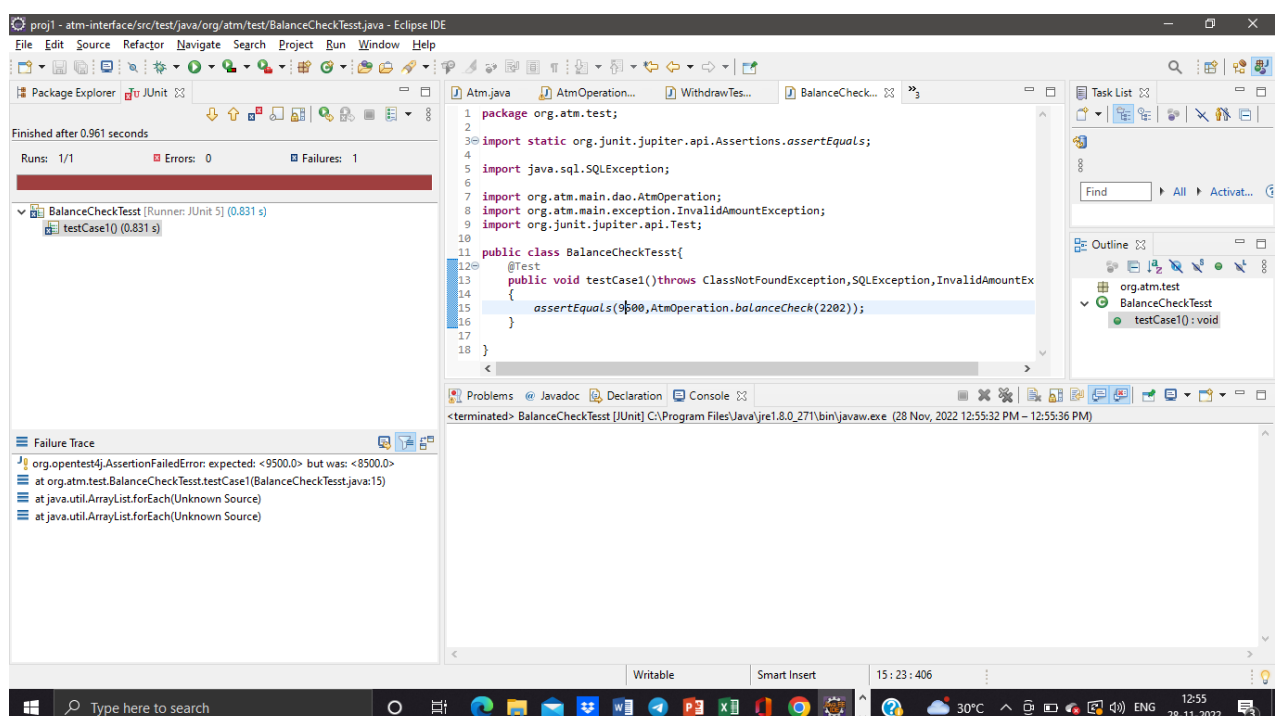 proj1 - atm-interface/src/test/java/org/atm/test/BalanceCheckTesst.java - Eclipse IDE
File Edit Source Refactor Navigate Search Project Run Window Help
Package Explorer JUnit
Finished after 0.961 seconds
Runs: 1/1 Errors: 0 Failures: 1
BalanceCheckTesst [Runner: JUnit 5] (0.831 s)
testCase1() (0.831 s)
Failure Trace
org.opentest4j.AssertionFailedError: expected: <9500.0> but was: <8500.0>
at org.atm.test.BalanceCheckTesst.testCase1(BalanceCheckTesst.java:15)
at java.util.ArrayList.forEach(Unknown Source)
at java.util.ArrayList.forEach(Unknown Source)
Atm.java AtmOperation... WithdrawTes... BalanceCheck... »3
1 package org.atm.test;
2
3 import static org.junit.jupiter.api.Assertions.assertEquals;
4
5 import java.sql.SQLException;
6
7 import org.atm.main.dao.AtmOperation;
8 import org.atm.main.exception.InvalidAmountException;
9 import org.junit.jupiter.api.Test;
10
11 public class BalanceCheckTesst{
12 @Test
13 public void testCase1()throws ClassNotFoundException,SQLException,InvalidAmountEx
14 {
15 assertEquals(9500,AtmOperation.balanceCheck(2202));
16 }
17
18 }
Task List
Find All Activat...
Outline
org.atm.test
BalanceCheckTesst
testCase1() : void
Problems @ Javadoc Declaration Console
<terminated> BalanceCheckTesst [JUnit] C:\Program Files\Java\jre1.8.0_271\bin\javaw.exe (28 Nov, 2022 12:55:32 PM – 12:55:36 PM)
Writable Smart Insert 15 : 23 : 406
Type here to search
30°C ENG 12:55
28-11-2022